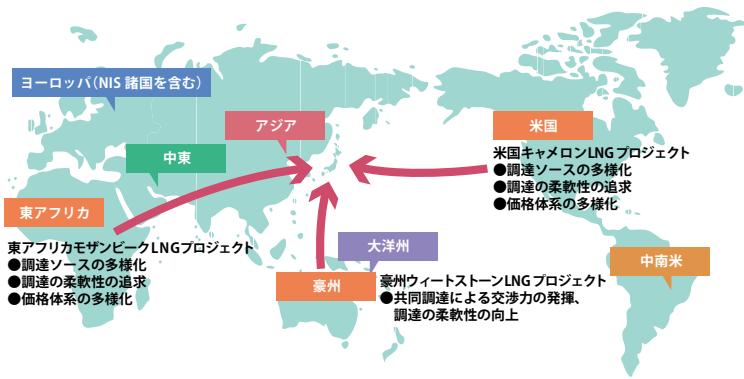 ヨーロッパ（NIS 諸国を含む）
アジア
中東
米国
米国キャメロンLNGプロジェクト
●調達ソースの多様化
●調達の柔軟性の追求
●価格体系の多様化
東アフリカ
東アフリカモザンビークLNGプロジェクト
●調達ソースの多様化
●調達の柔軟性の追求
●価格体系の多様化
大洋州
豪州
豪州ウィートストーンLNGプロジェクト
●共同調達による交渉力の発揮、
調達の柔軟性の向上
中南米